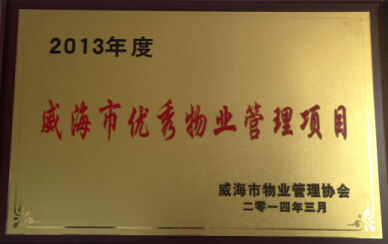 2013年度
威海市优秀物业管理项目
威海市物业管理协会
二零一四年三月